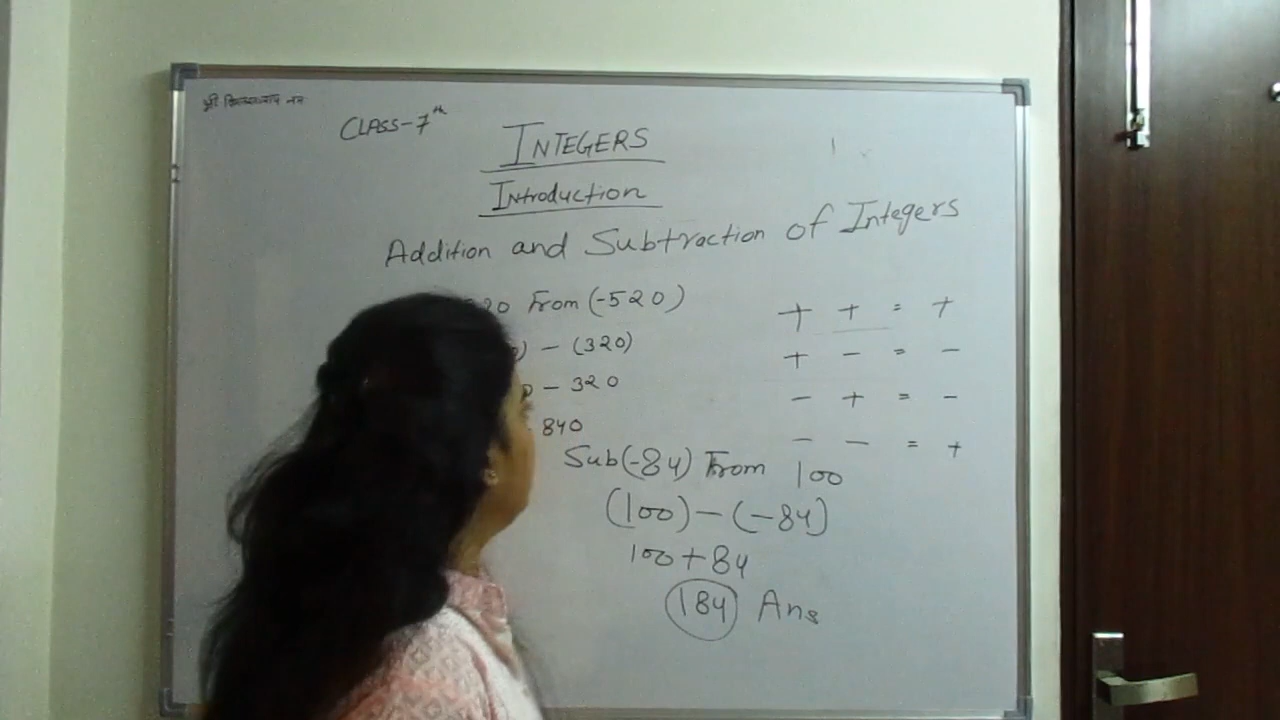 श्री
CLASS-7th
INTEGERS
Introduction
Addition and Subtraction of Integers
20 From (-520)
) - (320)
- 320
840
+ + = +
+ - = -
- + = -
- - = +
Sub(-84) From 100
(100)-(-84)
100+84
184 Ans